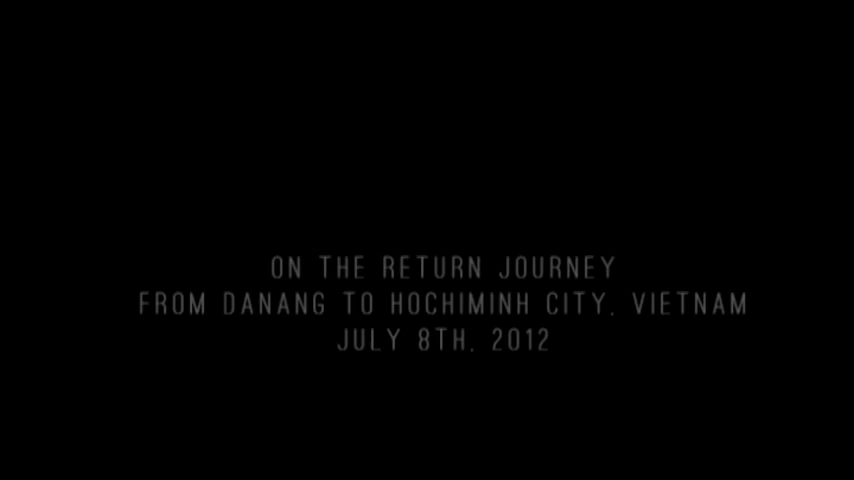 ON THE RETURN JOURNEY
FROM DANANG TO HOCHIMINH CITY, VIETNAM
JULY 8TH, 2012